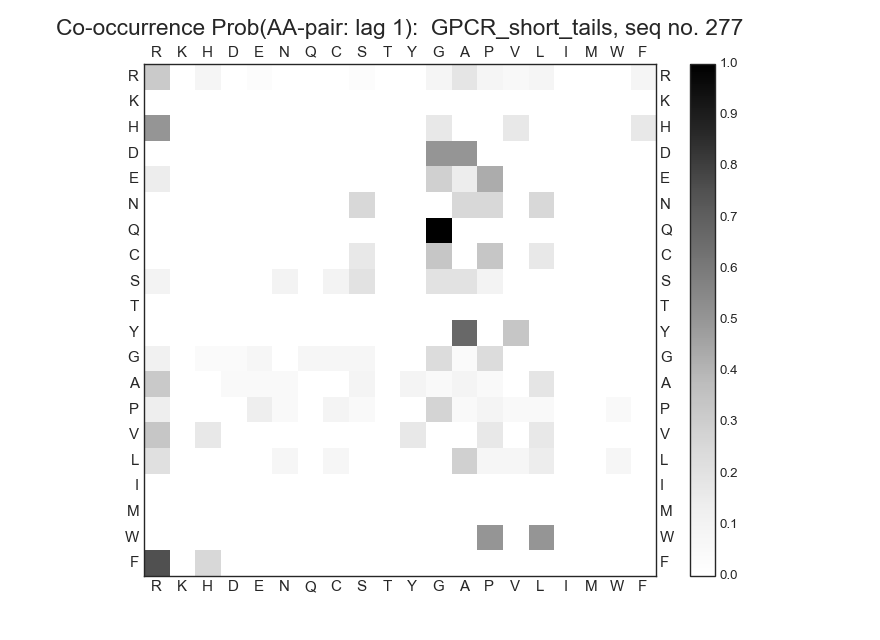 Co-occurrence Prob(AA-pair: lag 1):  GPCR_short_tails, seq no. 277
R K H D E N Q C S T Y G A P V L I M W F
R R 1.0
K K 0.9
H H
D D 0.8
E E
N N 0.7
Q Q
C C 0.6
S S
T T 0.5
Y Y
G G 0.4
A A
P P 0.3
V V
L L 0.2
I I
M M 0.1
W W
F F 0.0
R K H D E N Q C S T Y G A P V L I M W F